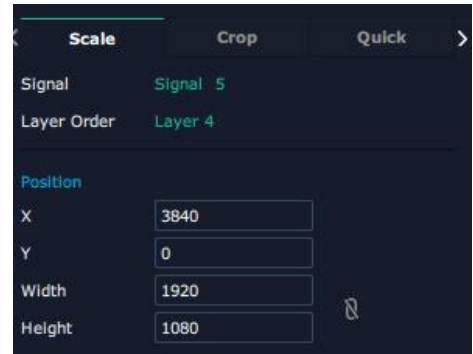 Scale Crop Quick
Signal Signal 5
Layer Order Layer 4
Position
X 3840
Y 0
Width 1920
Height 1080